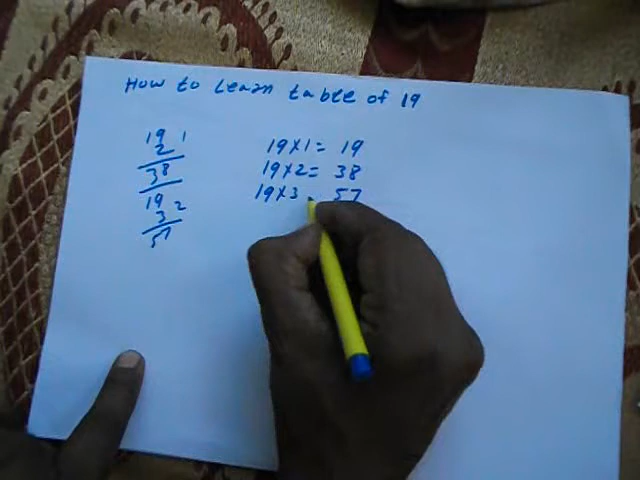 How to Learn table of 19
19 1
2
38
19 2
3
57
19x1= 19
19x2= 38
19x3 57